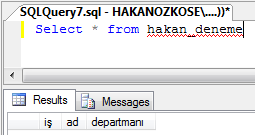 SQLQuery7.sql - HAKANOZKOSE\....))*
Select * from hakan_deneme
Results Messages
iş ad departmanı